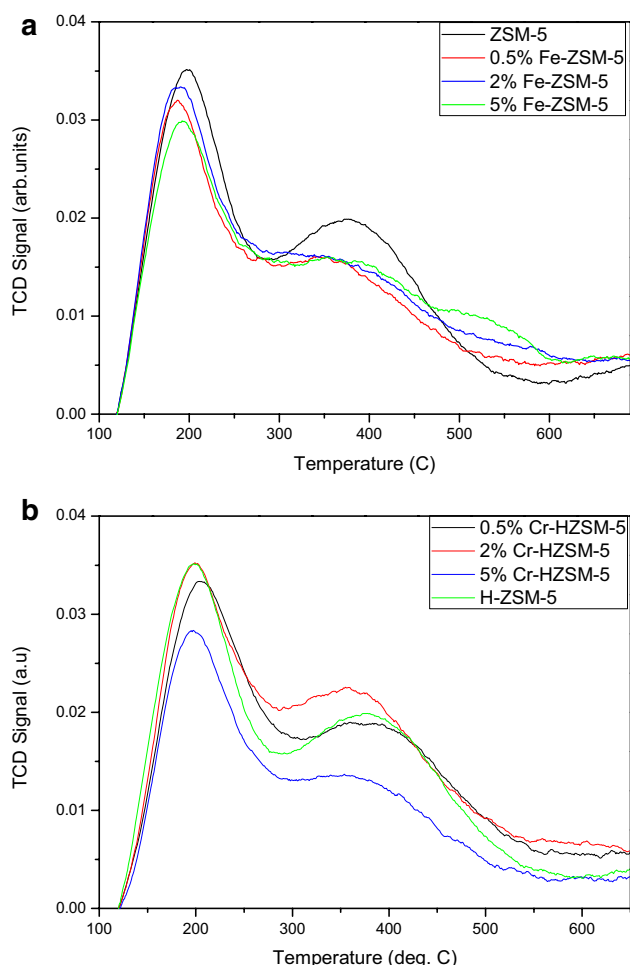 a
0.04
0.03
0.02
0.01
0.00
TCD Signal (arb.units)
ZSM-5
0.5% Fe-ZSM-5
2% Fe-ZSM-5
5% Fe-ZSM-5
100 200 300 400 500 600
Temperature (C)
b
0.04
0.03
0.02
0.01
0.00
TCD Signal (a.u)
0.5% Cr-HZSM-5
2% Cr-HZSM-5
5% Cr-HZSM-5
H-ZSM-5
100 200 300 400 500 600
Temperature (deg. C)